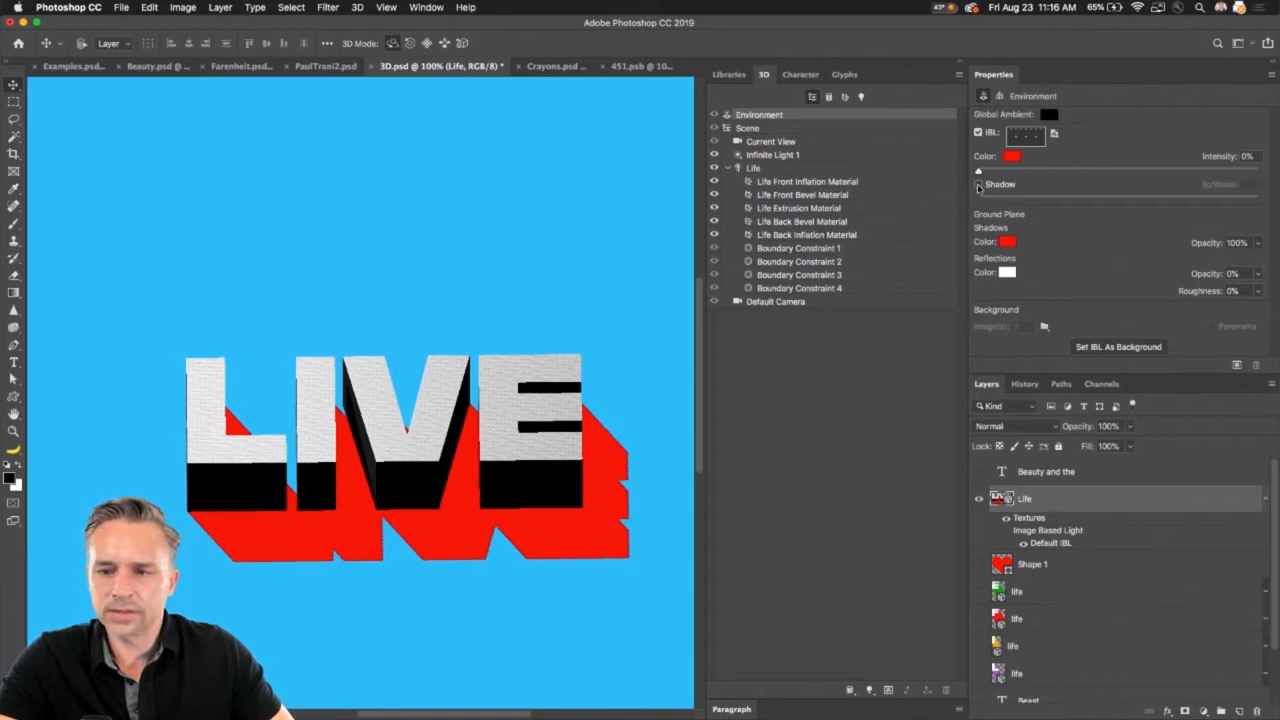 Photoshop CC File Edit Image Layer Type Select Filter 3D View Window Help 43° Fri Aug 23 11:16 AM 65%
Adobe Photoshop CC 2019
Layer 3D Mode:
Examples.psd... Beauty.psd @ ... Farenheit.psd... PaulTrani2.psd 3D.psd @ 100% (Life, RGB/8) * Crayons.psd ... 451.psb @ 10...
Libraries 3D Character Glyphs
Environment
Scene
Current View
Infinite Light 1
Life
Life Front Inflation Material
Life Front Bevel Material
Life Extrusion Material
Life Back Bevel Material
Life Back Inflation Material
Boundary Constraint 1
Boundary Constraint 2
Boundary Constraint 3
Boundary Constraint 4
Default Camera
Paragraph
Properties
Environment
Global Ambient:
IBL:
Color: Intensity: 0%
Shadow
Ground Plane
Shadows
Color: Opacity: 100%
Reflections
Color: Opacity: 0%
Roughness: 0%
Background
Image(s): Panorama
Set IBL As Background
Layers History Paths Channels
Kind
Normal Opacity: 100%
Lock: Fill: 100%
Beauty and the
Life
Textures
Image Based Light
Default IBL
Shape 1
life
life
life
life
Beast
LIVE